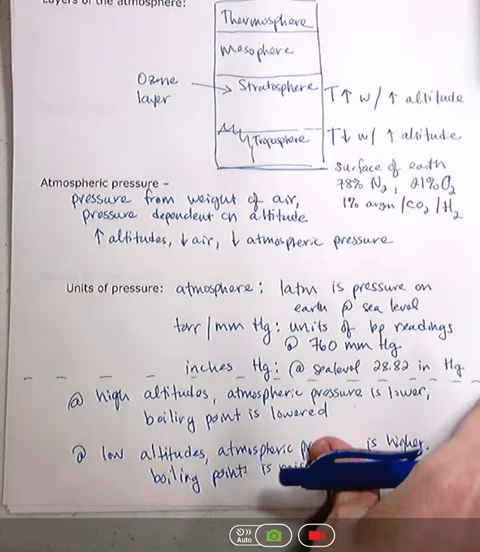 Layers of the atmosphere:
Thermosphere
Mesosphere
Ozone
layer
Stratosphere
T↑ w/ ↑ altitude
Troposphere
T↓ w/ ↑ altitude
surface of earth
78% N2, 21% O2
1% argn/CO2/H2
Atmospheric pressure –
pressure from weight of air,
pressure dependent on altitude
↑ altitudes, ↓ air, ↓ atmospheric pressure
Units of pressure: atmosphere: 1atm is pressure on
earth @ sea level
torr/mm Hg: units of bp readings
@ 760 mm Hg
inches Hg: @ sealevel 28.82 in Hg
@ high altitudes, atmospheric pressure is lower,
boiling point is lowered
@ low altitudes, atmospheric is higher,
boiling point is
Auto